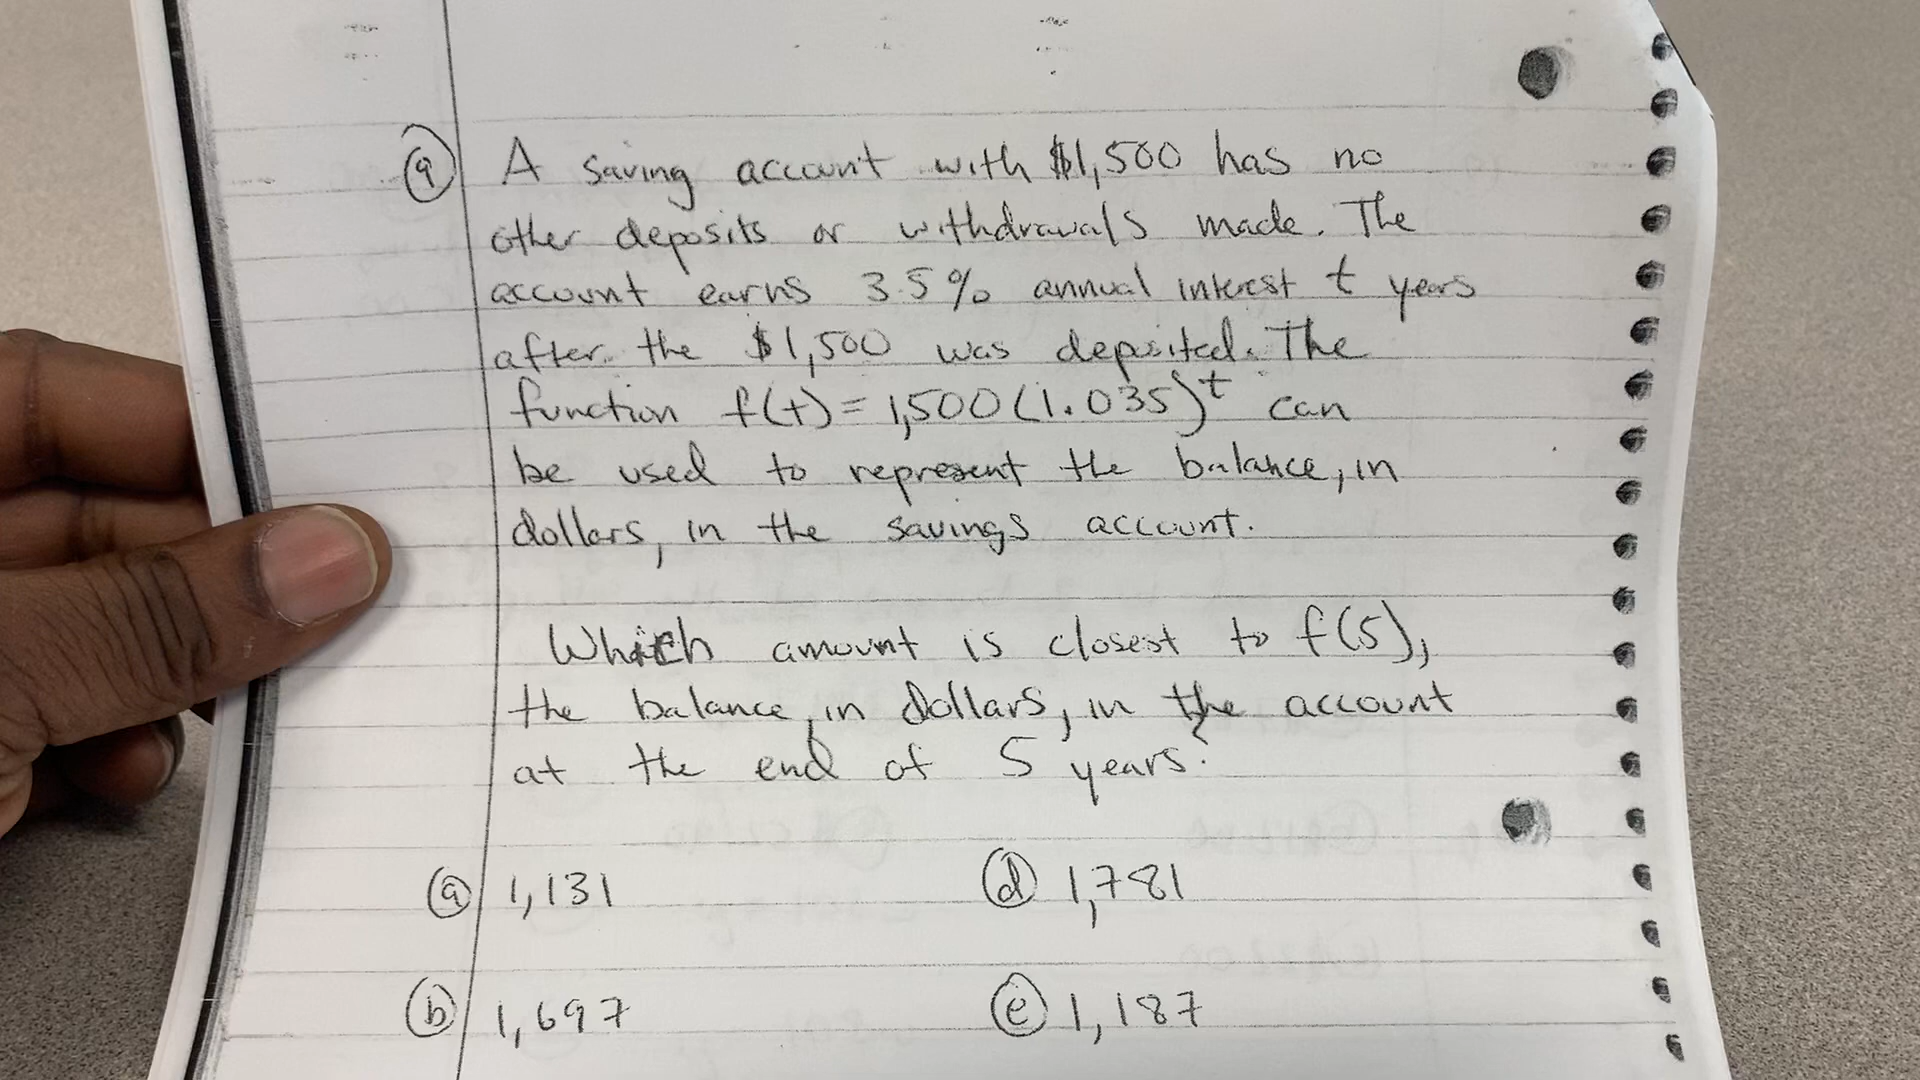 9 A saving account with $1,500 has no
other deposits or withdrawals made. The
account earns 3.5% annual interest t years
after the $1,500 was deposited. The
function f(t) = 1,500(1.035)^t can
be used to represent the balance, in
dollars, in the savings account.
Which amount is closest to f(5),
the balance, in dollars, in the account
at the end of 5 years?
a 1,131 d 1,781
b 1,697 e 1,187